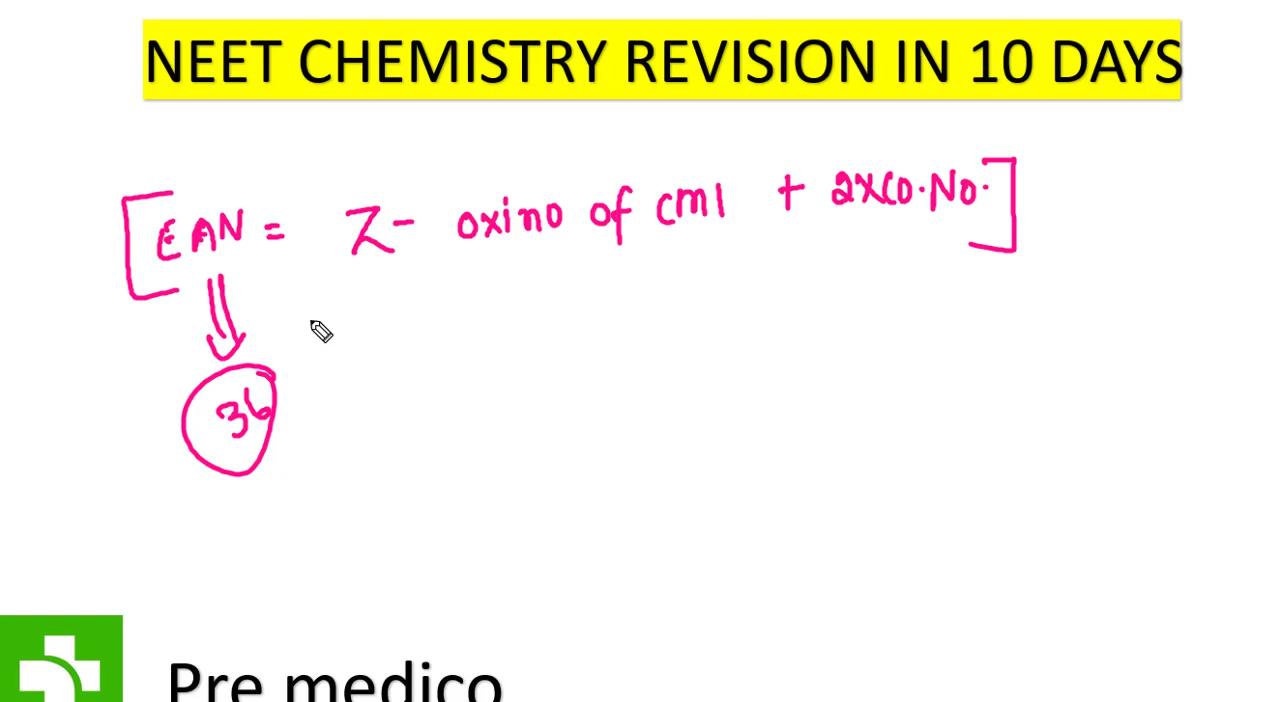 NEET CHEMISTRY REVISION IN 10 DAYS
[EAN = Z - oxino of cml + 2xCo.No.]
36
Pre medico